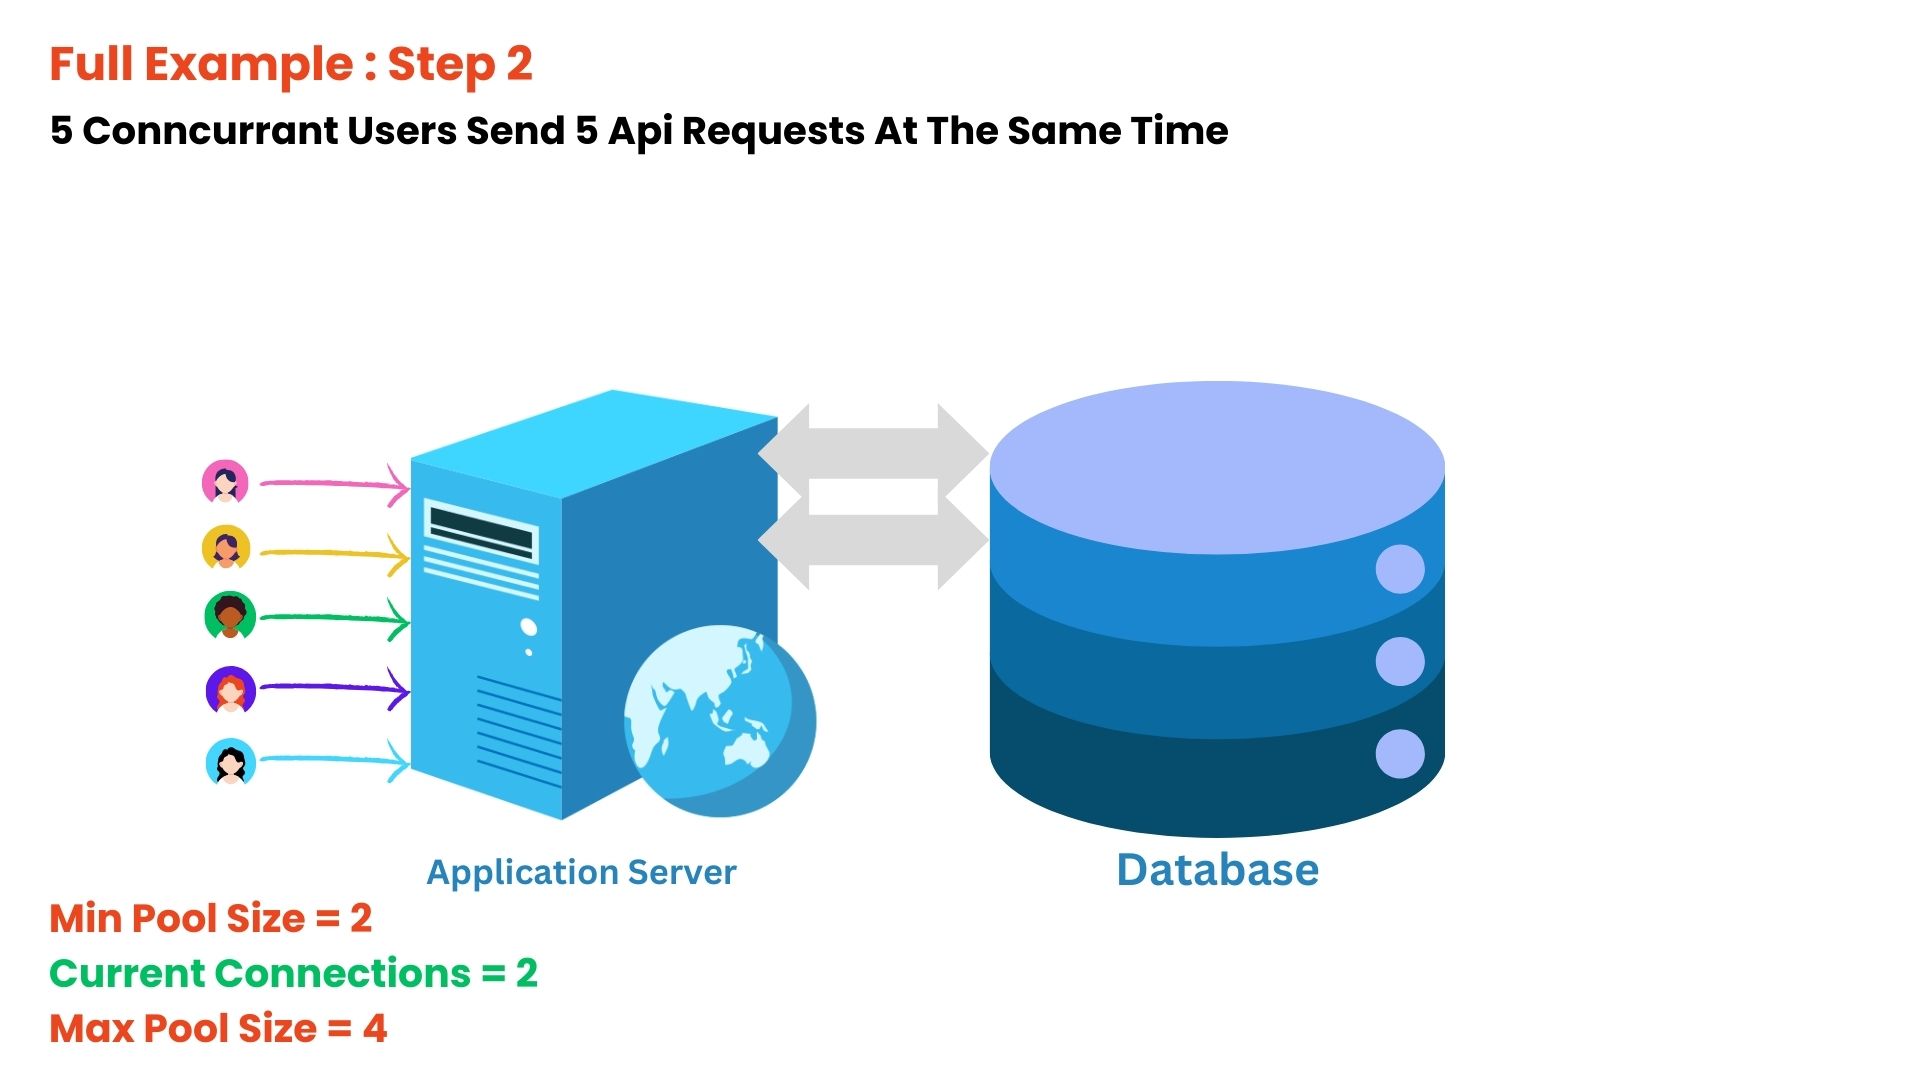 Full Example : Step 2
5 Conncurrant Users Send 5 Api Requests At The Same Time
Application Server
Database
Min Pool Size = 2
Current Connections = 2
Max Pool Size = 4